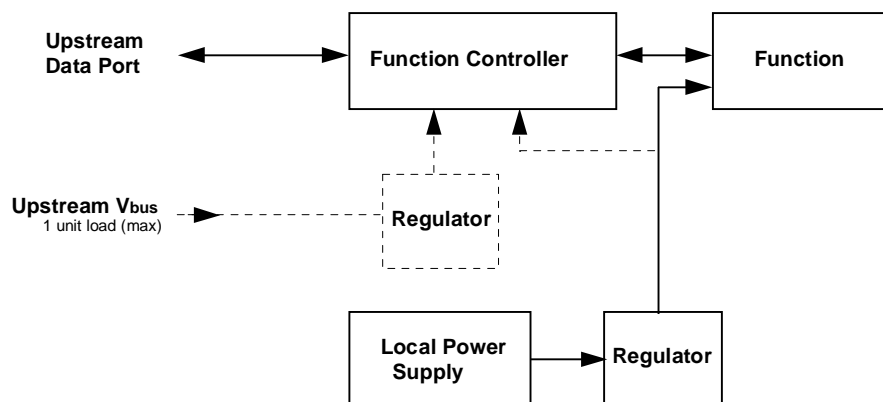 Upstream
Data Port
Function Controller
Function
Upstream Vbus
1 unit load (max)
Regulator
Local Power
Supply
Regulator